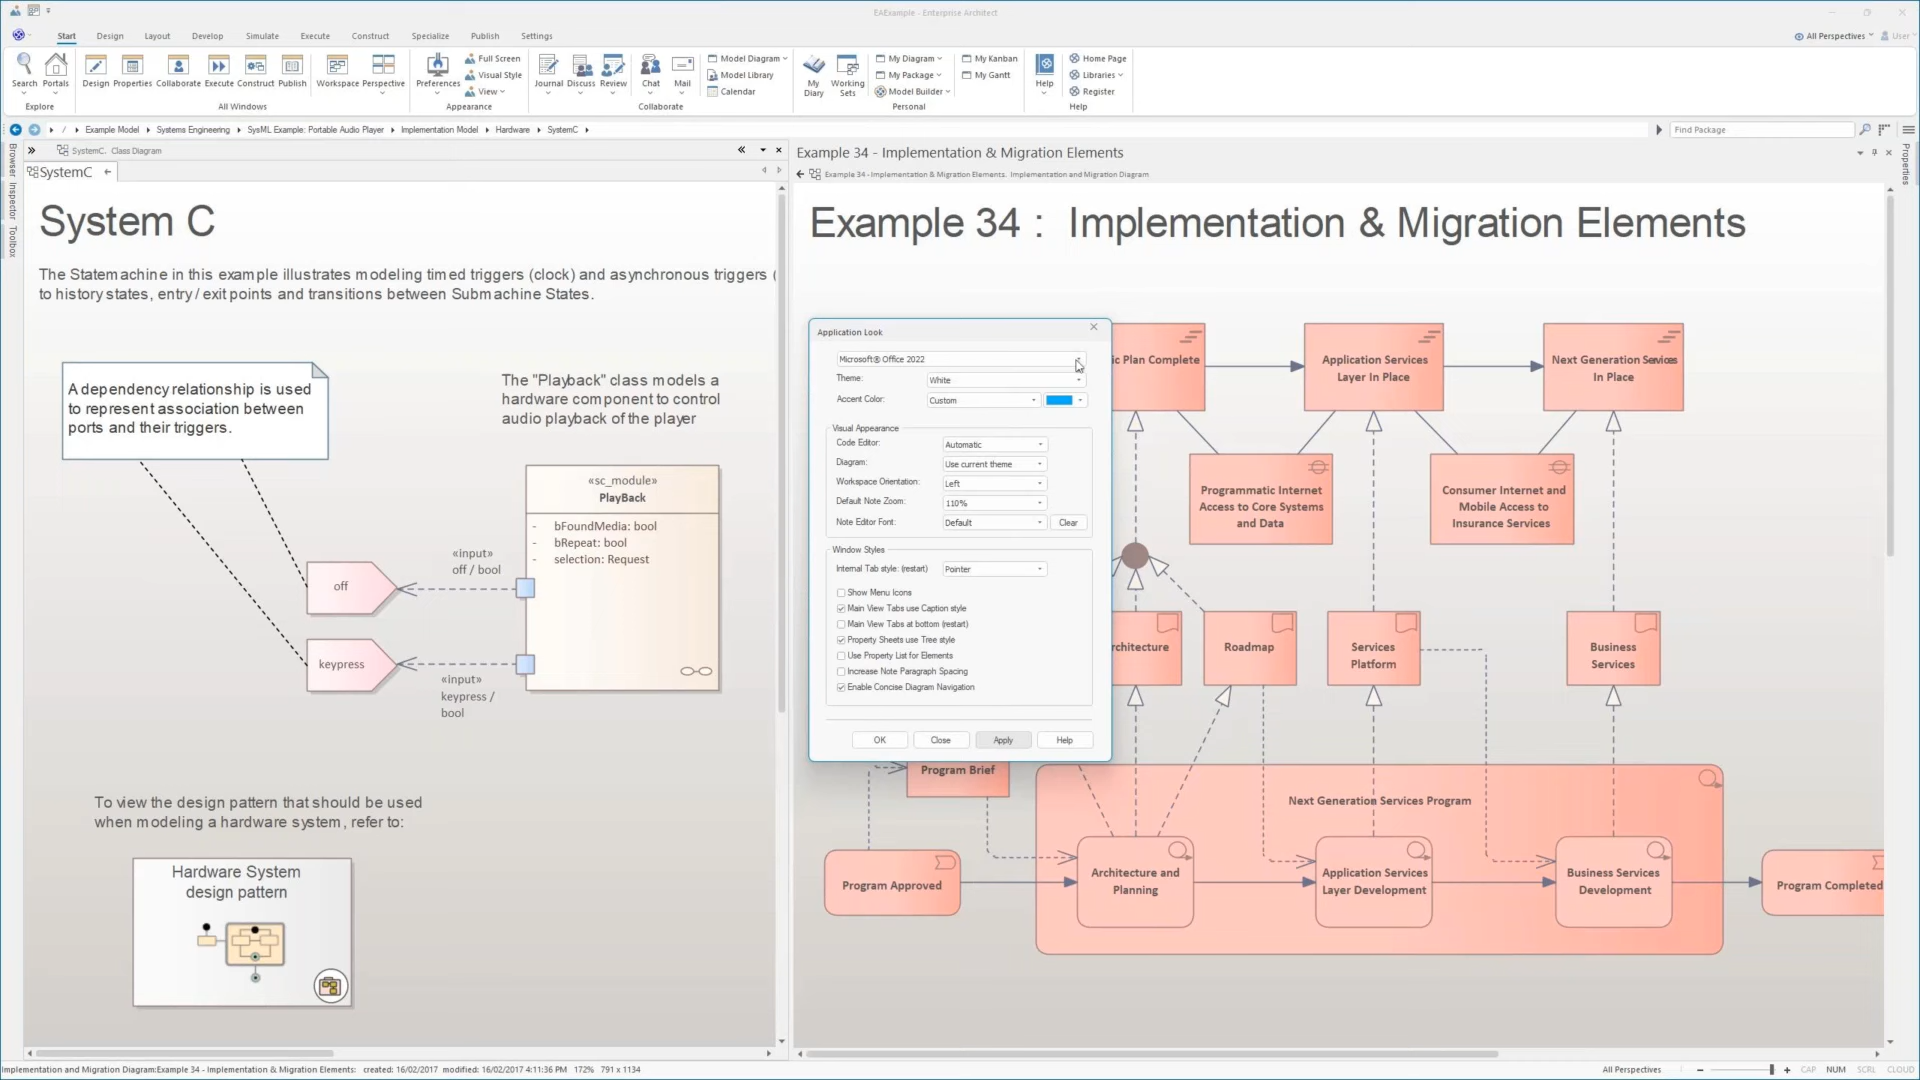 EAExample - Enterprise Architect
Start Design Layout Develop Simulate Execute Construct Specialize Publish Settings
All Perspectives User
Search Portals
Explore
Design Properties Collaborate Execute Construct Publish Workspace Perspective
All Windows
Preferences
Full Screen
Visual Style
View
Appearance
Journal Discuss Review Chat Mail
Model Diagram
Model Library
Calendar
Collaborate
My Diary
Working Sets
My Diagram
My Package
Model Builder
My Kanban
My Gantt
Personal
Help
Home Page
Libraries
Register
Help
/ Example Model Systems Engineering SysML Example: Portable Audio Player Implementation Model Hardware SystemC
Find Package
Browser Inspector Toolbox
Properties
SystemC. Class Diagram
SystemC
System C
The Statemachine in this example illustrates modeling timed triggers (clock) and asynchronous triggers (
to history states, entry / exit points and transitions between Submachine States.
A dependency relationship is used
to represent association between
ports and their triggers.
The "Playback" class models a
hardware component to control
audio playback of the player
«sc_module»
PlayBack
- bFoundMedia: bool
- bRepeat: bool
- selection: Request
«input»
off / bool
off
keypress
«input»
keypress /
bool
To view the design pattern that should be used
when modeling a hardware system, refer to:
Hardware System
design pattern
Example 34 - Implementation & Migration Elements
Example 34 - Implementation & Migration Elements. Implementation and Migration Diagram
Example 34 : Implementation & Migration Elements
Application Look
Microsoft® Office 2022
Theme: White
Accent Color: Custom
Visual Appearance
Code Editor: Automatic
Diagram: Use current theme
Workspace Orientation: Left
Default Note Zoom: 110%
Note Editor Font: Default Clear
Window Styles
Internal Tab style: (restart) Pointer
Show Menu Icons
Main View Tabs use Caption style
Main View Tabs at bottom (restart)
Property Sheets use Tree style
Use Property List for Elements
Increase Note Paragraph Spacing
Enable Concise Diagram Navigation
OK Close Apply Help
ic Plan Complete
Application Services
Layer In Place
Next Generation Services
In Place
Programmatic Internet
Access to Core Systems
and Data
Consumer Internet and
Mobile Access to
Insurance Services
rchitecture
Roadmap
Services
Platform
Business
Services
Program Brief
Next Generation Services Program
Program Approved
Architecture and
Planning
Application Services
Layer Development
Business Services
Development
Program Completed
Implementation and Migration Diagram:Example 34 - Implementation & Migration Elements: created: 16/02/2017 modified: 16/02/2017 4:11:36 PM 172% 791 x 1134
All Perspectives CAP NUM SCRL CLOUD